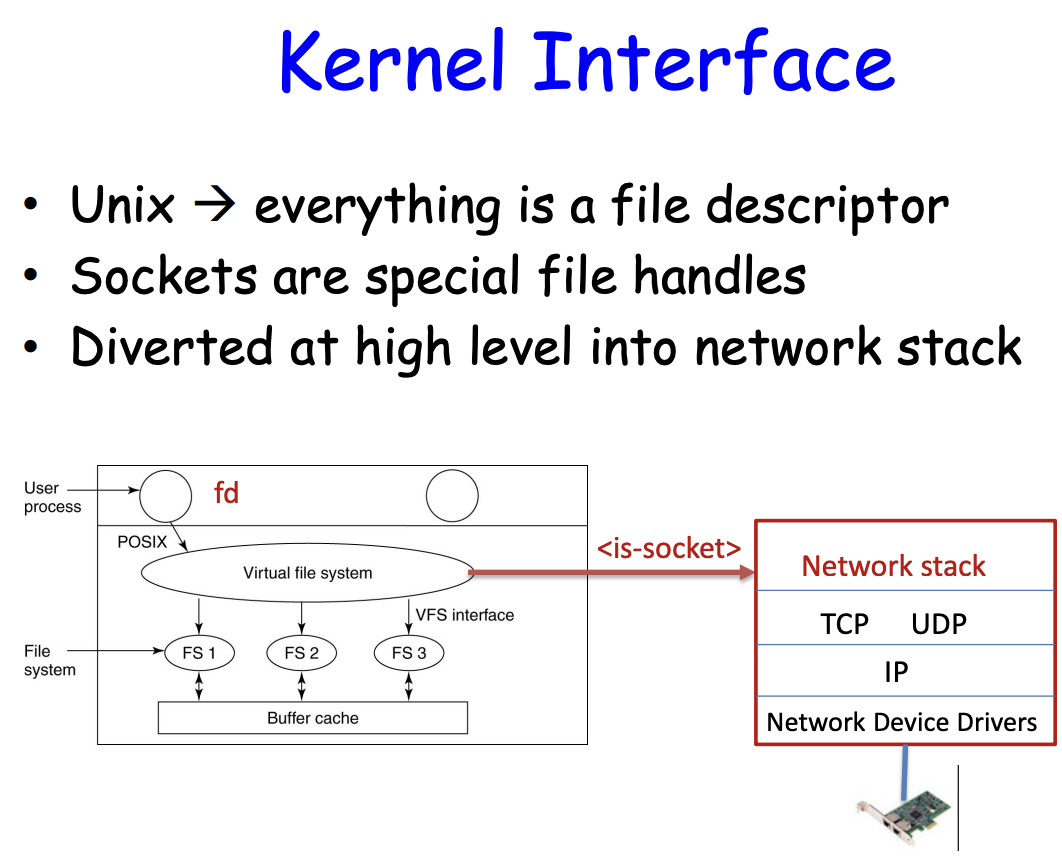 Kernel Interface
• Unix → everything is a file descriptor
• Sockets are special file handles
• Diverted at high level into network stack
User
process
fd
POSIX
Virtual file system
<is-socket>
Network stack
VFS interface
TCP UDP
File
system
FS 1
FS 2
FS 3
IP
Buffer cache
Network Device Drivers